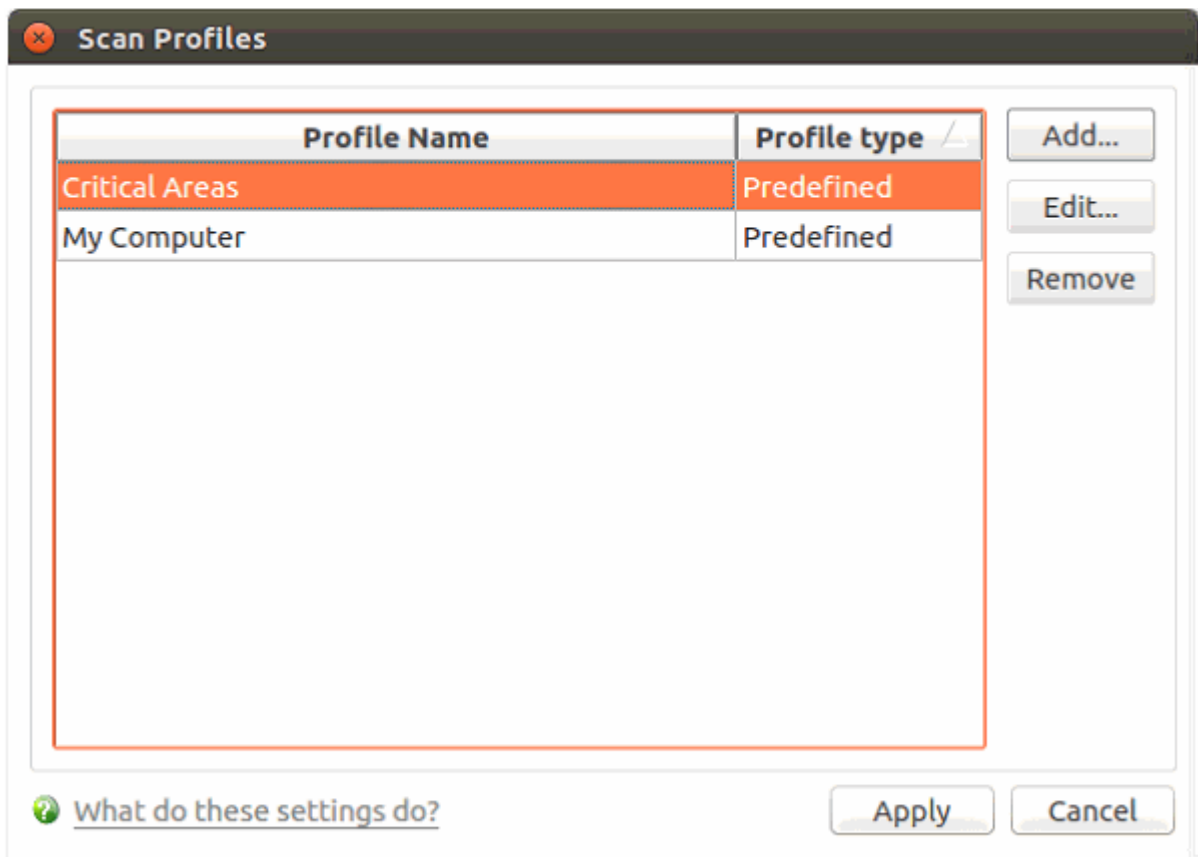 Scan Profiles
Profile Name Profile type
Add...
Critical Areas Predefined
Edit...
My Computer Predefined
Remove
What do these settings do?
Apply
Cancel